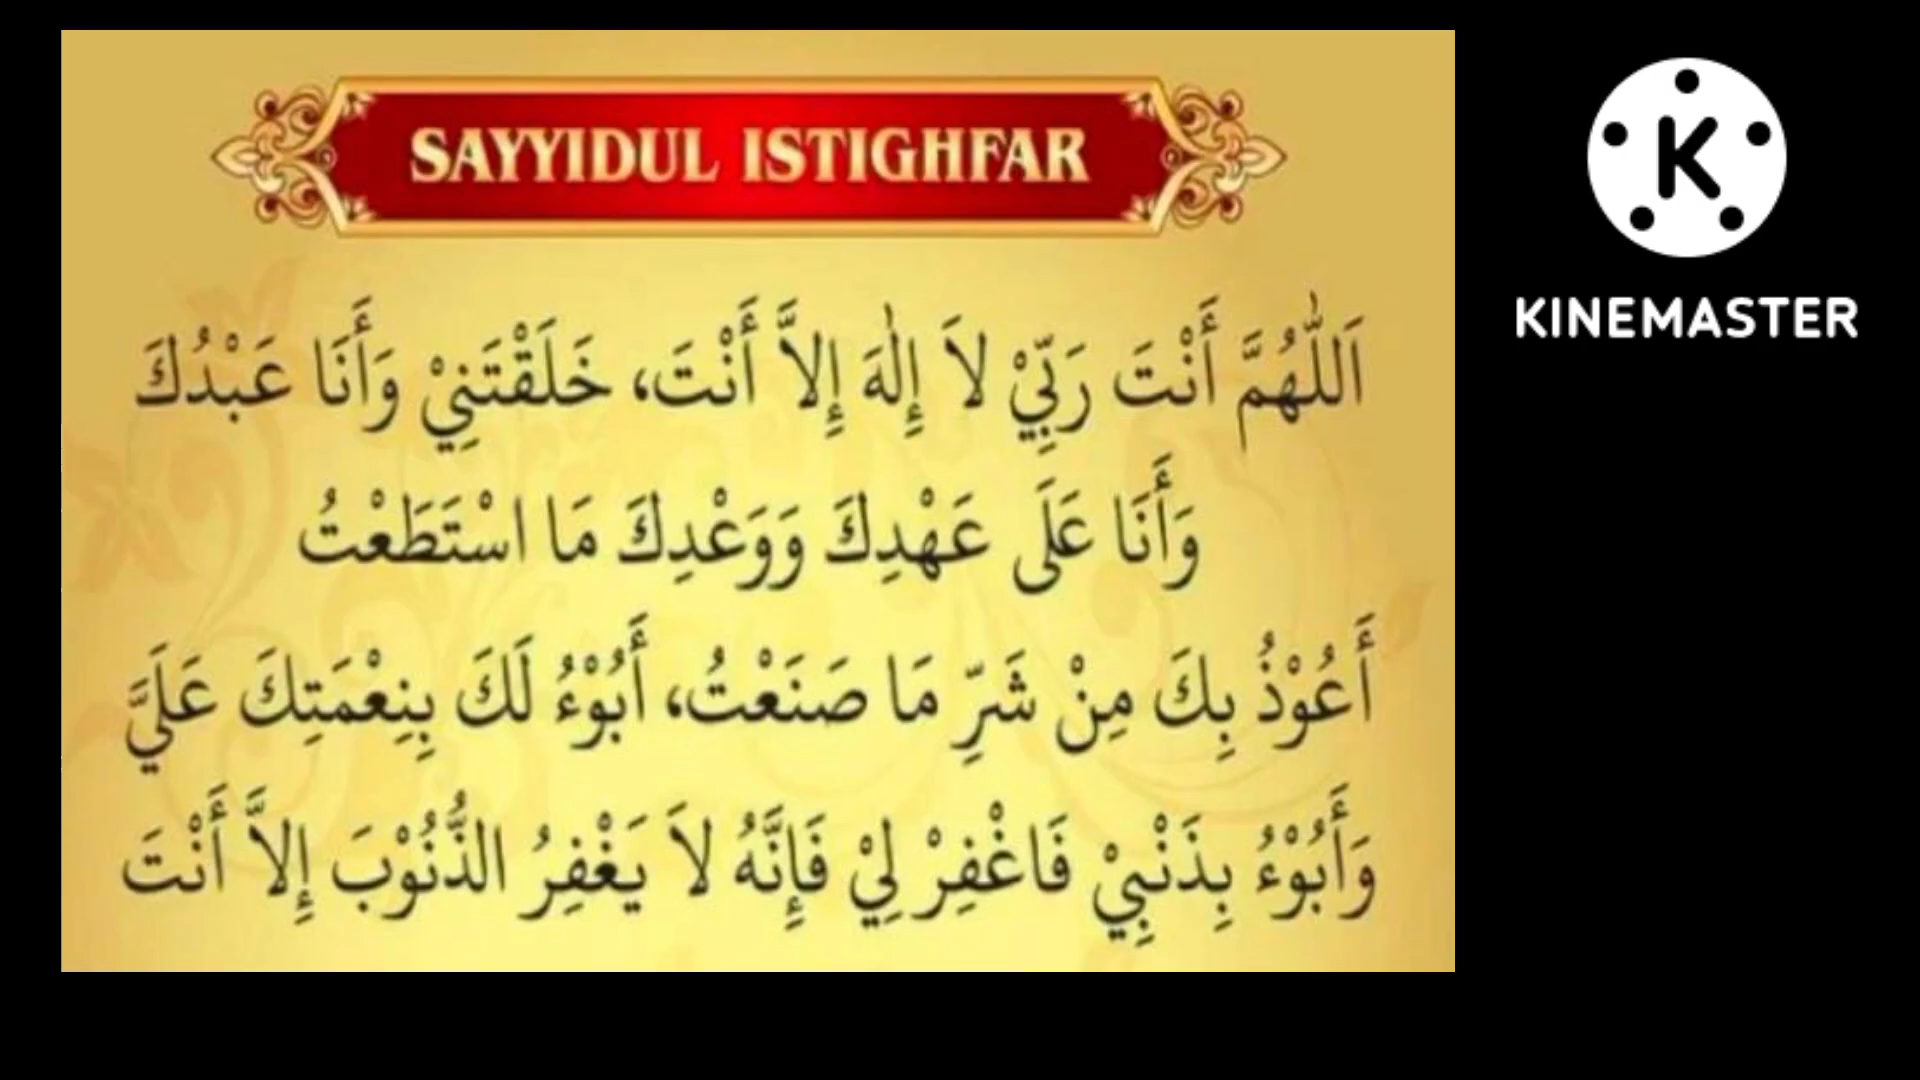 SAYYIDUL ISTIGHFAR
اَللّٰهُمَّ أَنْتَ رَبِّيْ لاَ إِلٰهَ إِلاَّ أَنْتَ، خَلَقْتَنِيْ وَأَنَا عَبْدُكَ
وَأَنَا عَلَى عَهْدِكَ وَوَعْدِكَ مَا اسْتَطَعْتُ
أَعُوْذُ بِكَ مِنْ شَرِّ مَا صَنَعْتُ، أَبُوْءُ لَكَ بِنِعْمَتِكَ عَلَيَّ
وَأَبُوْءُ بِذَنْبِيْ فَاغْفِرْ لِيْ فَإِنَّهُ لاَ يَغْفِرُ الذُّنُوْبَ إِلاَّ أَنْتَ
K
KINEMASTER